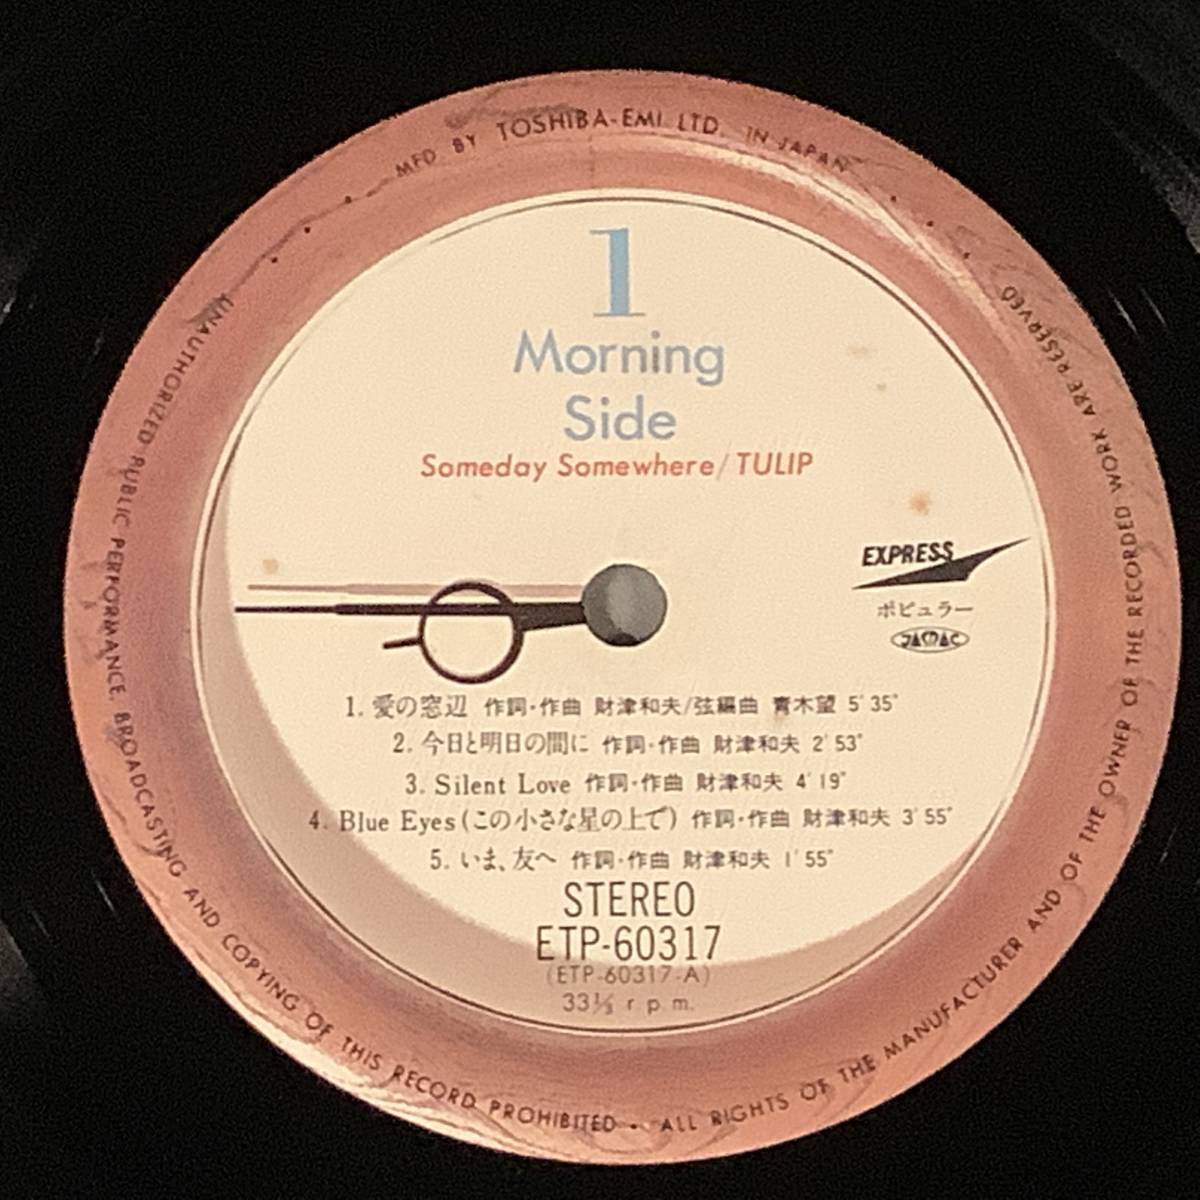 MFD BY TOSHIBA-EMI LTD. IN JAPAN
1
Morning
Side
Someday Somewhere/TULIP
EXPRESS
ポピュラー
JASRAC
1. 愛の窓辺 作詞・作曲 財津和夫/弦編曲 青木望 5′35″
2. 今日と明日の間に 作詞・作曲 財津和夫 2′53″
3. Silent Love 作詞・作曲 財津和夫 4′19″
4. Blue Eyes(この小さな星の上で) 作詞・作曲 財津和夫 3′55″
5. いま、友へ 作詞・作曲 財津和夫 1′55″
STEREO
ETP-60317
(ETP-60317-A)
33⅓ r.p.m.
UNAUTHORIZED PUBLIC PERFORMANCE, BROADCASTING AND COPYING OF THIS RECORD PROHIBITED • ALL RIGHTS OF THE MANUFACTURER AND OF THE OWNER OF THE RECORDED WORK ARE RESERVED